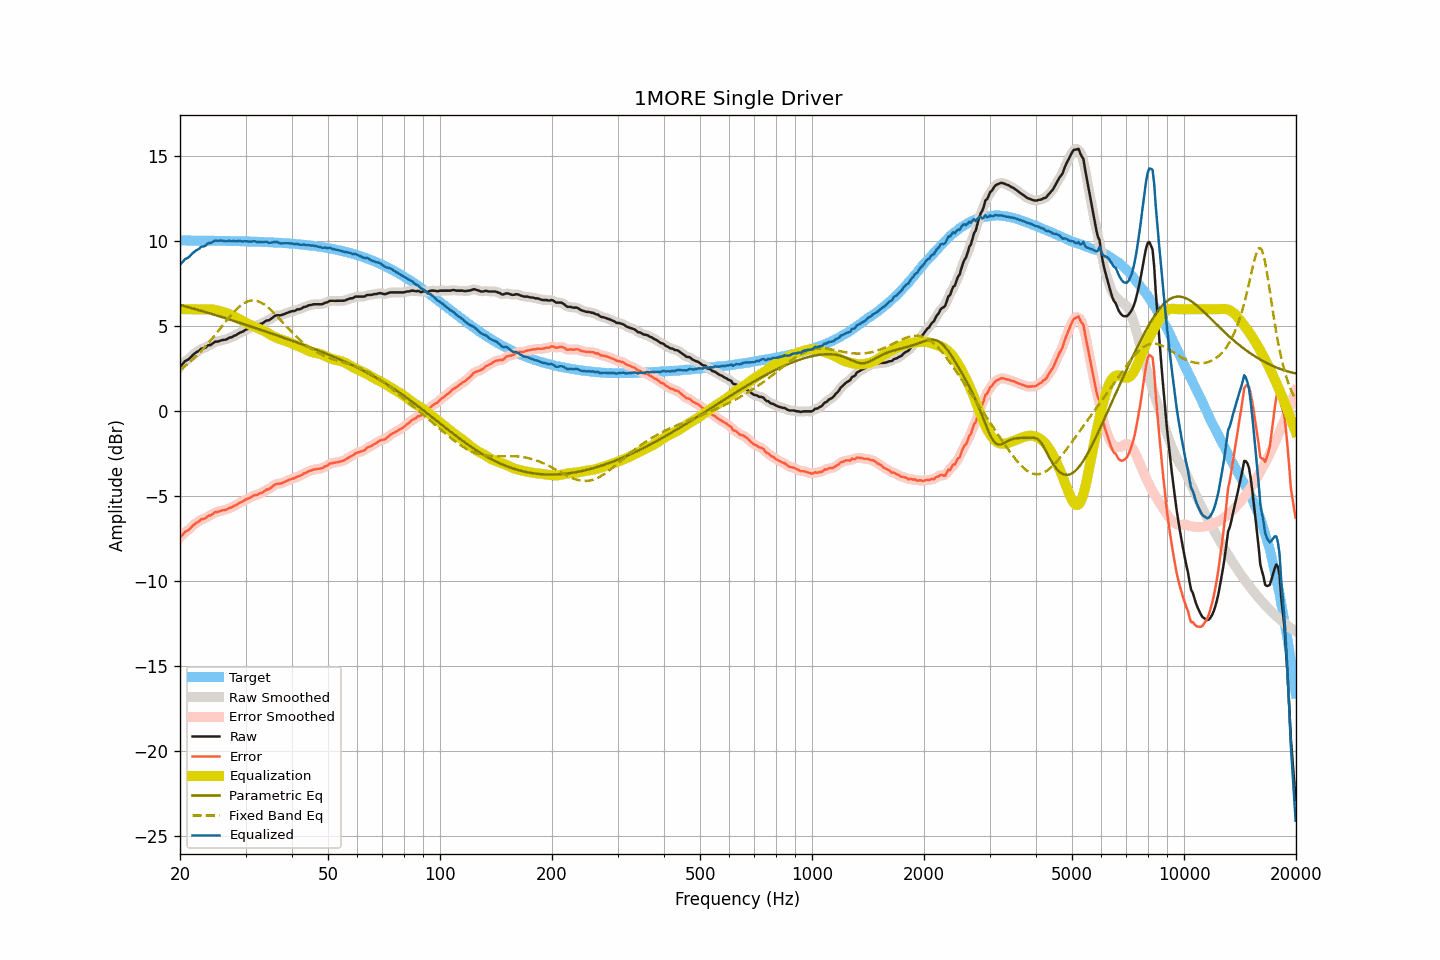 1MORE Single Driver
15
10
5
0
−5
−10
−15
−20
−25
Amplitude (dBr)
Target
Raw Smoothed
Error Smoothed
Raw
Error
Equalization
Parametric Eq
Fixed Band Eq
Equalized
20 50 100 200 500 1000 2000 5000 10000 20000
Frequency (Hz)